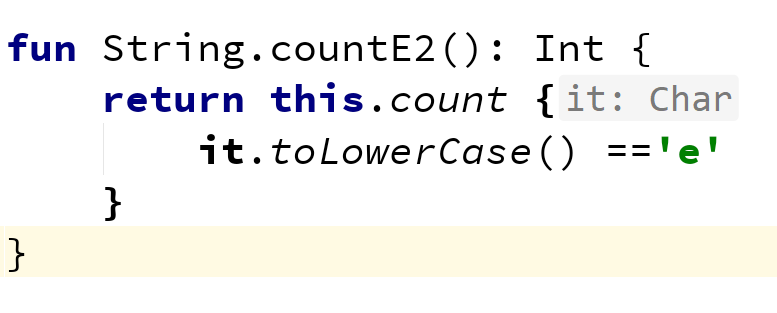 fun String.countE2(): Int {
    return this.count { it: Char
        it.toLowerCase() =='e'
    }
}